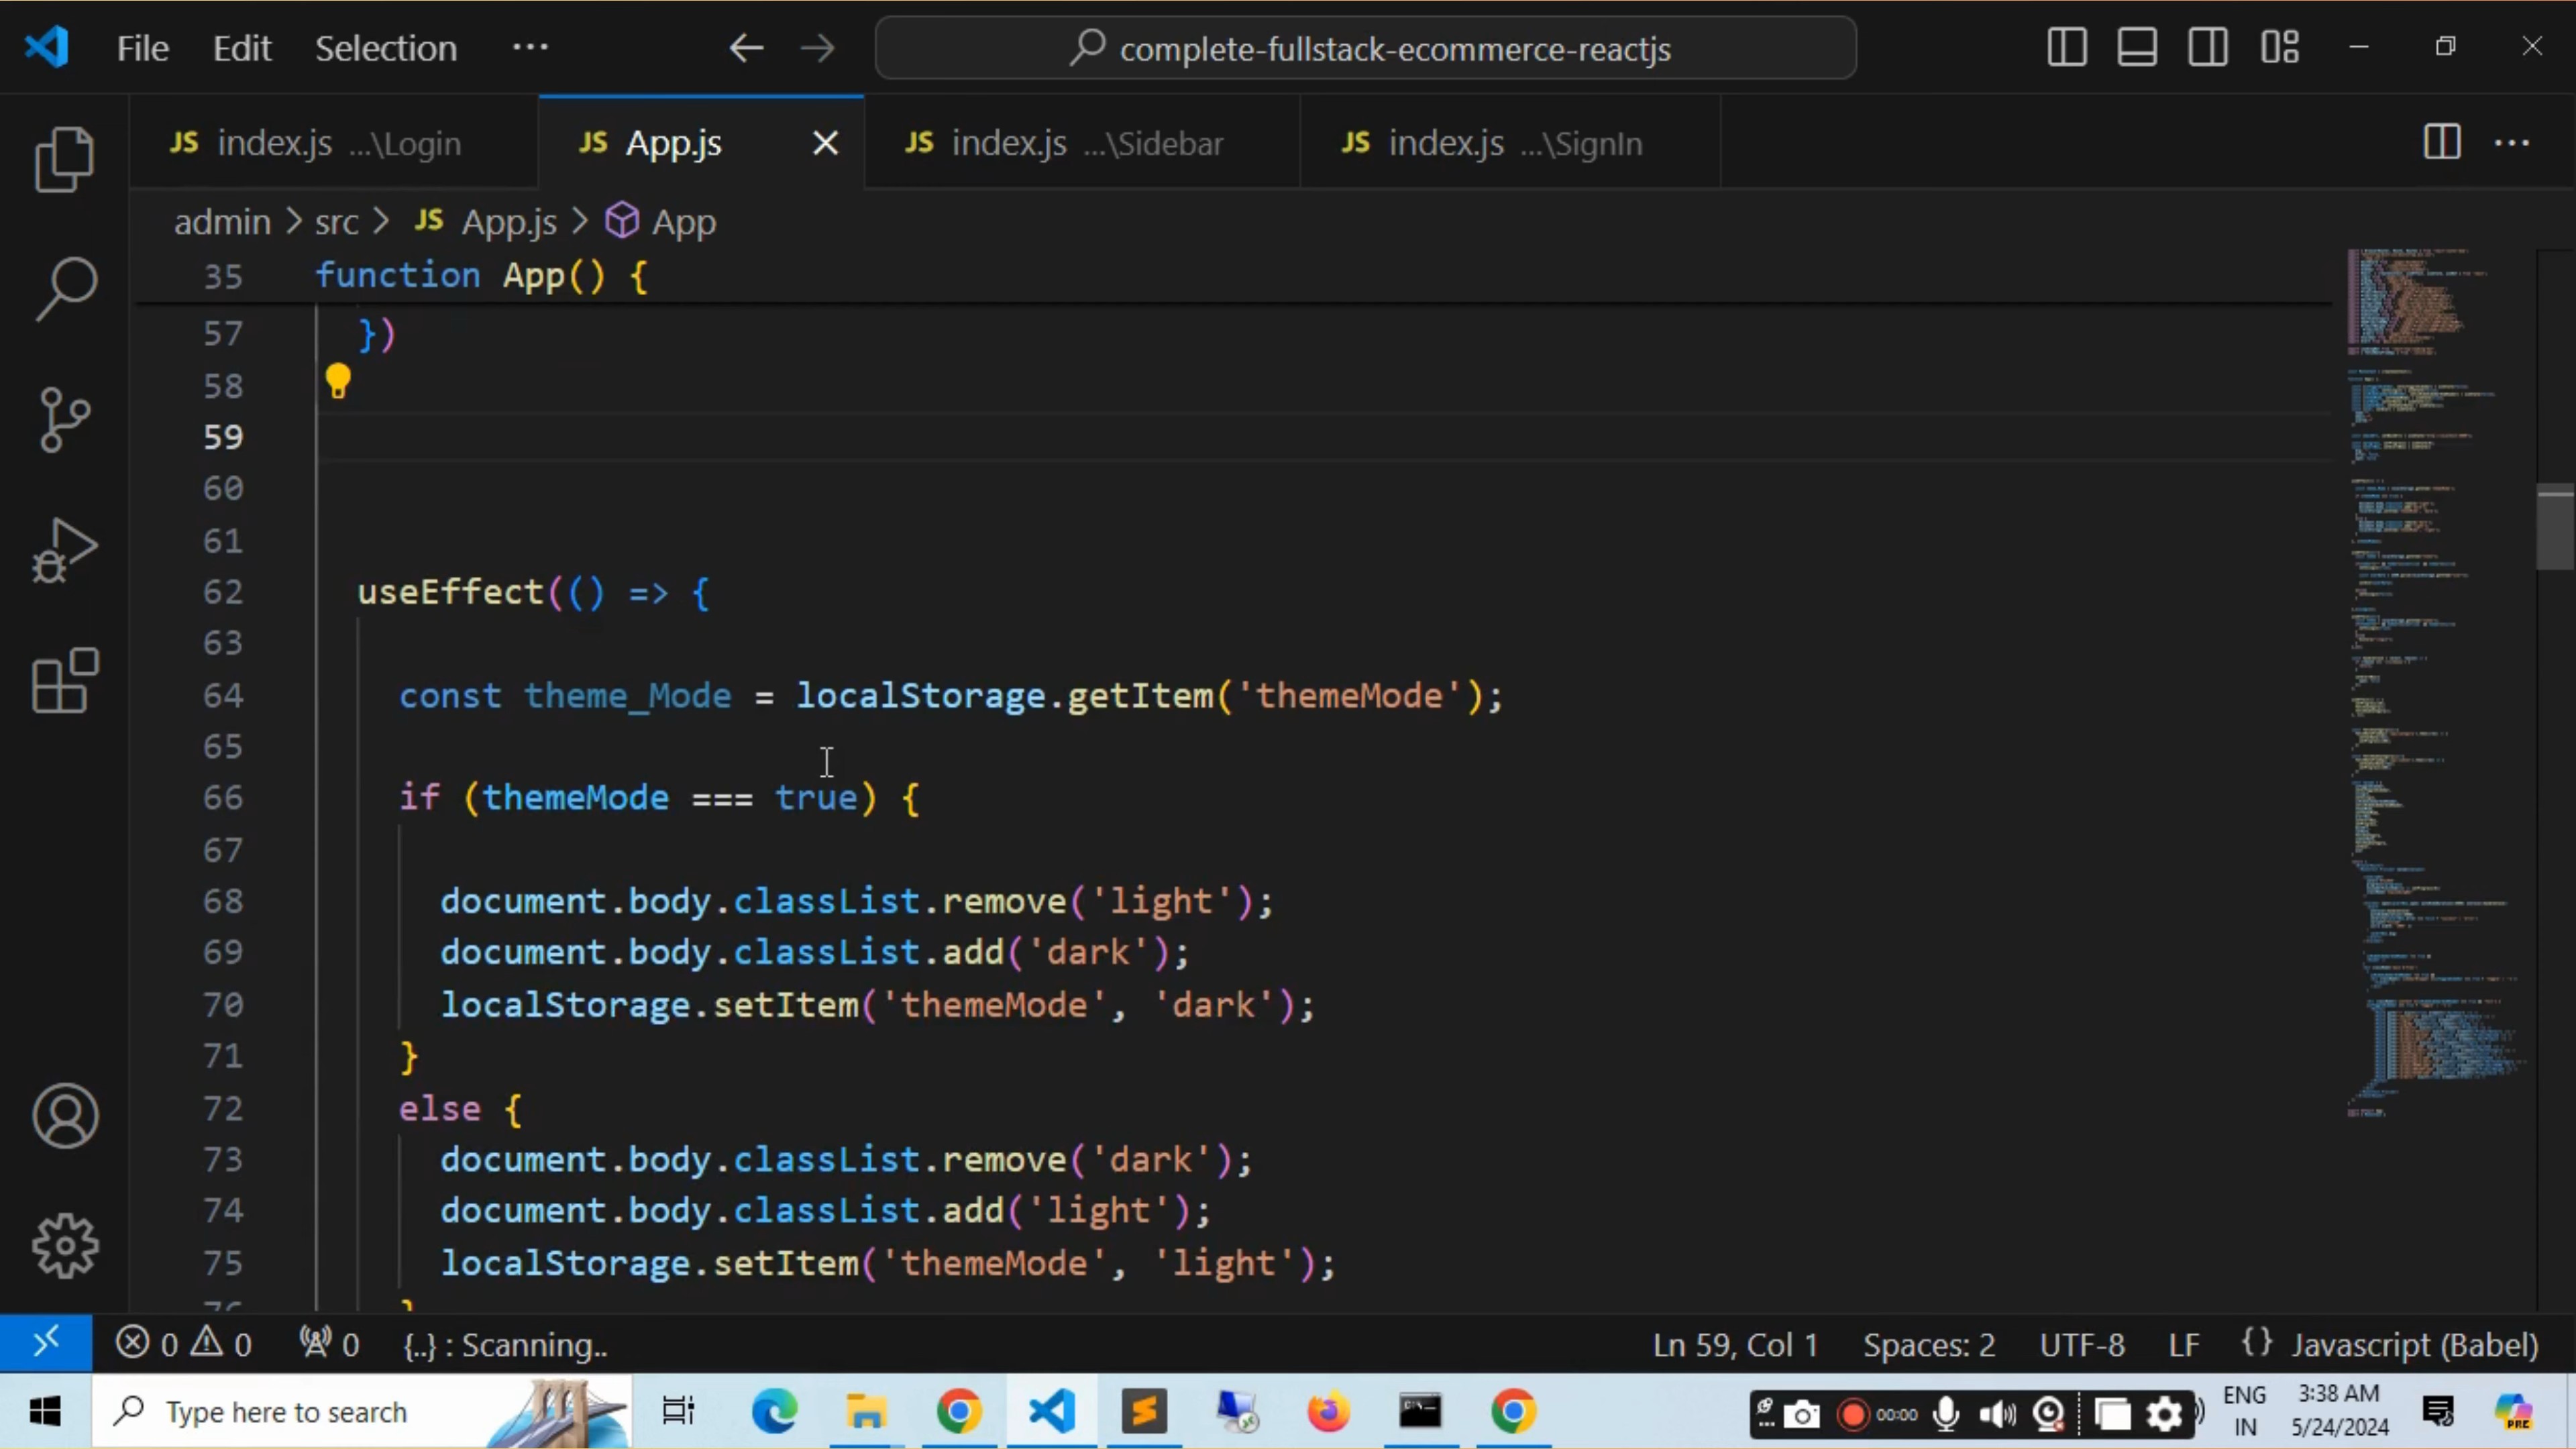 File Edit Selection ··· complete-fullstack-ecommerce-reactjs
JS index.js ...\Login JS App.js JS index.js ...\Sidebar JS index.js ...\SignIn ···
admin > src > JS App.js > App
35 function App() {
57 })
58
59
60
61
62 useEffect(() => {
63
64 const theme_Mode = localStorage.getItem('themeMode');
65
66 if (themeMode === true) {
67
68 document.body.classList.remove('light');
69 document.body.classList.add('dark');
70 localStorage.setItem('themeMode', 'dark');
71 }
72 else {
73 document.body.classList.remove('dark');
74 document.body.classList.add('light');
75 localStorage.setItem('themeMode', 'light');
76 }
0 0 0 {..} : Scanning.. Ln 59, Col 1 Spaces: 2 UTF-8 LF {} Javascript (Babel)
Type here to search 00:00 ENG 3:38 AM
IN 5/24/2024 PRE